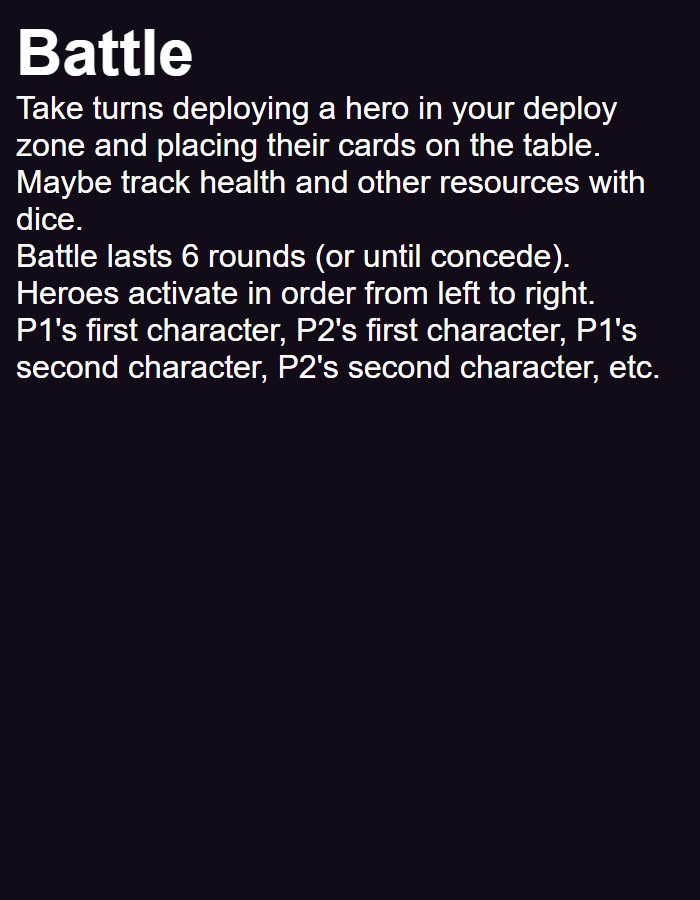 Battle
Take turns deploying a hero in your deploy
zone and placing their cards on the table.
Maybe track health and other resources with
dice.
Battle lasts 6 rounds (or until concede).
Heroes activate in order from left to right.
P1's first character, P2's first character, P1's
second character, P2's second character, etc.